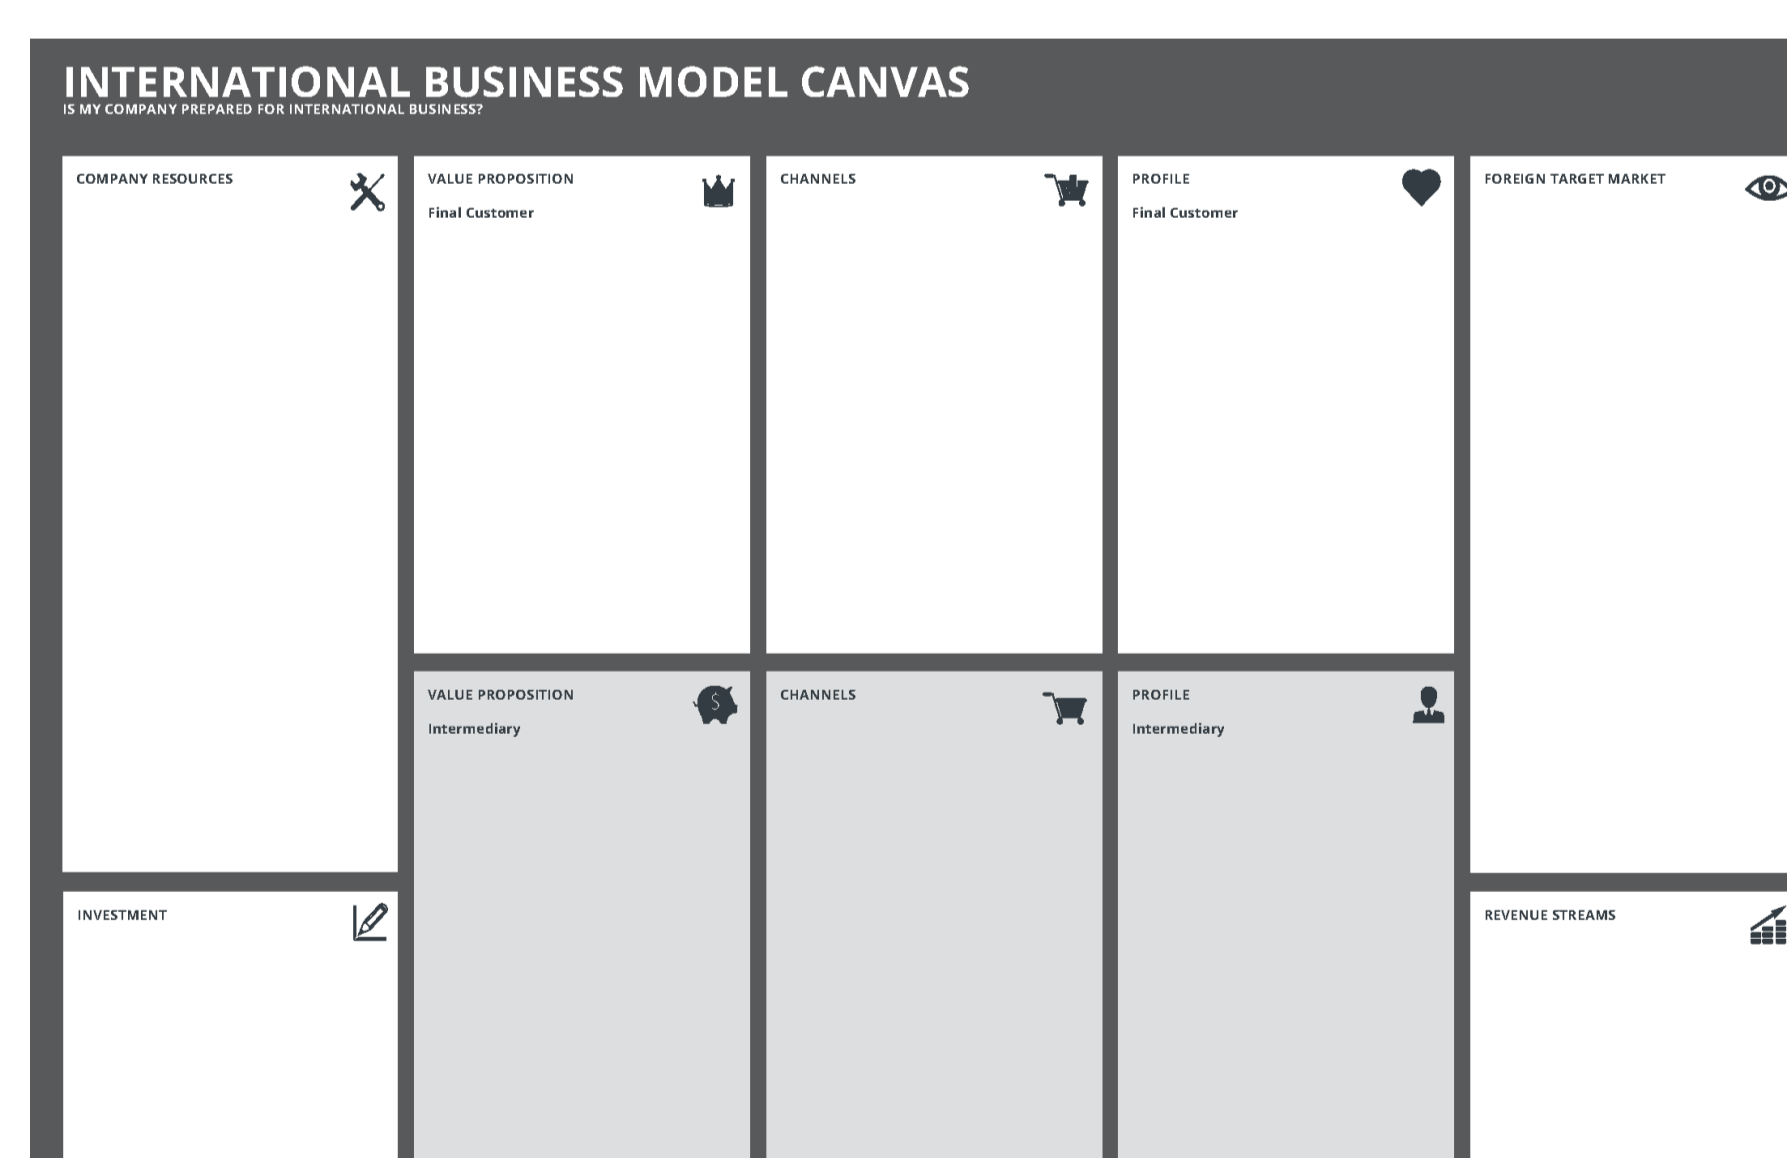 INTERNATIONAL BUSINESS MODEL CANVAS
IS MY COMPANY PREPARED FOR INTERNATIONAL BUSINESS?
COMPANY RESOURCES
VALUE PROPOSITION
Final Customer
CHANNELS
PROFILE
Final Customer
FOREIGN TARGET MARKET
VALUE PROPOSITION
Intermediary
CHANNELS
PROFILE
Intermediary
INVESTMENT
REVENUE STREAMS